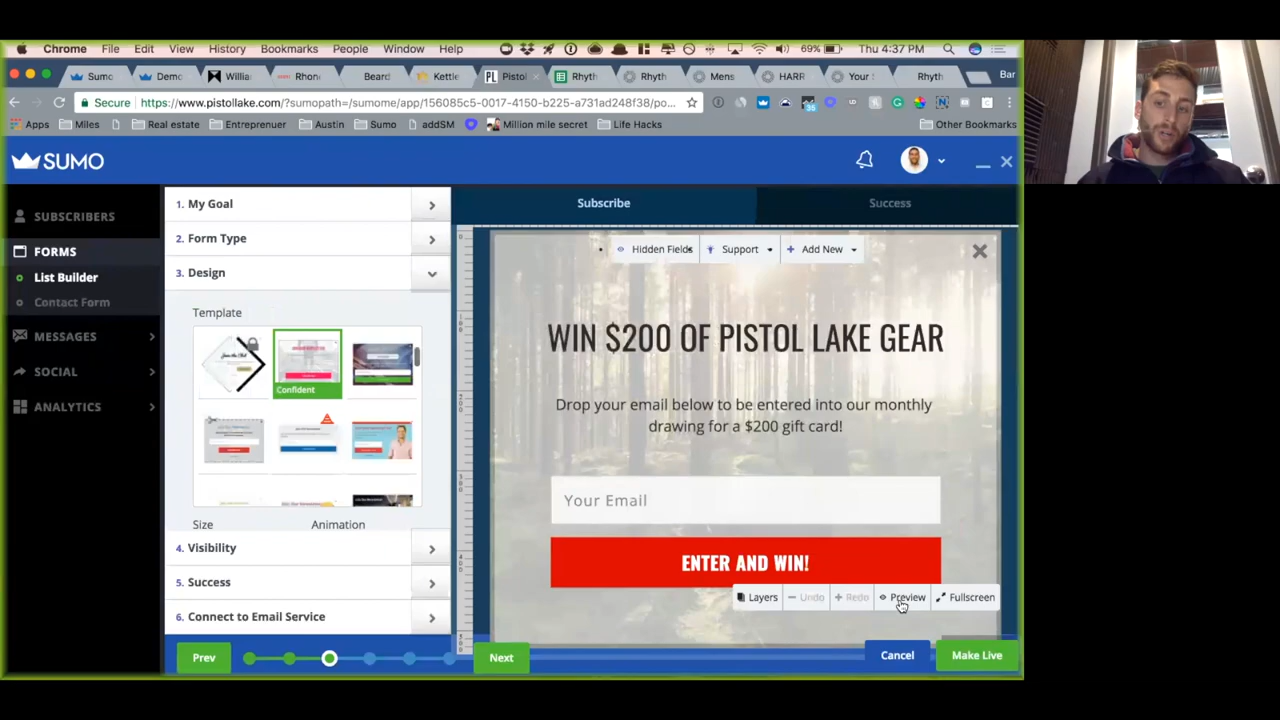 Chrome File Edit View History Bookmarks People Window Help 69% Thu 4:37 PM
Sumo Demo Willia Rhone Beard Kettle PL Pistol Rhyth Rhyth Mens HARR Your Rhyth Bar
Secure https://www.pistollake.com/?sumopath=/sumome/app/156085c5-0017-4150-b225-a731ad248f38/po...
Apps Miles Real estate Entreprenuer Austin Sumo addSM Million mile secret Life Hacks Other Bookmarks
SUMO
SUBSCRIBERS
FORMS
List Builder
Contact Form
MESSAGES
SOCIAL
ANALYTICS
1. My Goal
2. Form Type
3. Design
Template
Confident
Size Animation
4. Visibility
5. Success
6. Connect to Email Service
Prev
Next
Subscribe Success
Hidden Fields Support Add New
WIN $200 OF PISTOL LAKE GEAR
Drop your email below to be entered into our monthly
drawing for a $200 gift card!
Your Email
ENTER AND WIN!
Layers Undo Redo Preview Fullscreen
Cancel Make Live